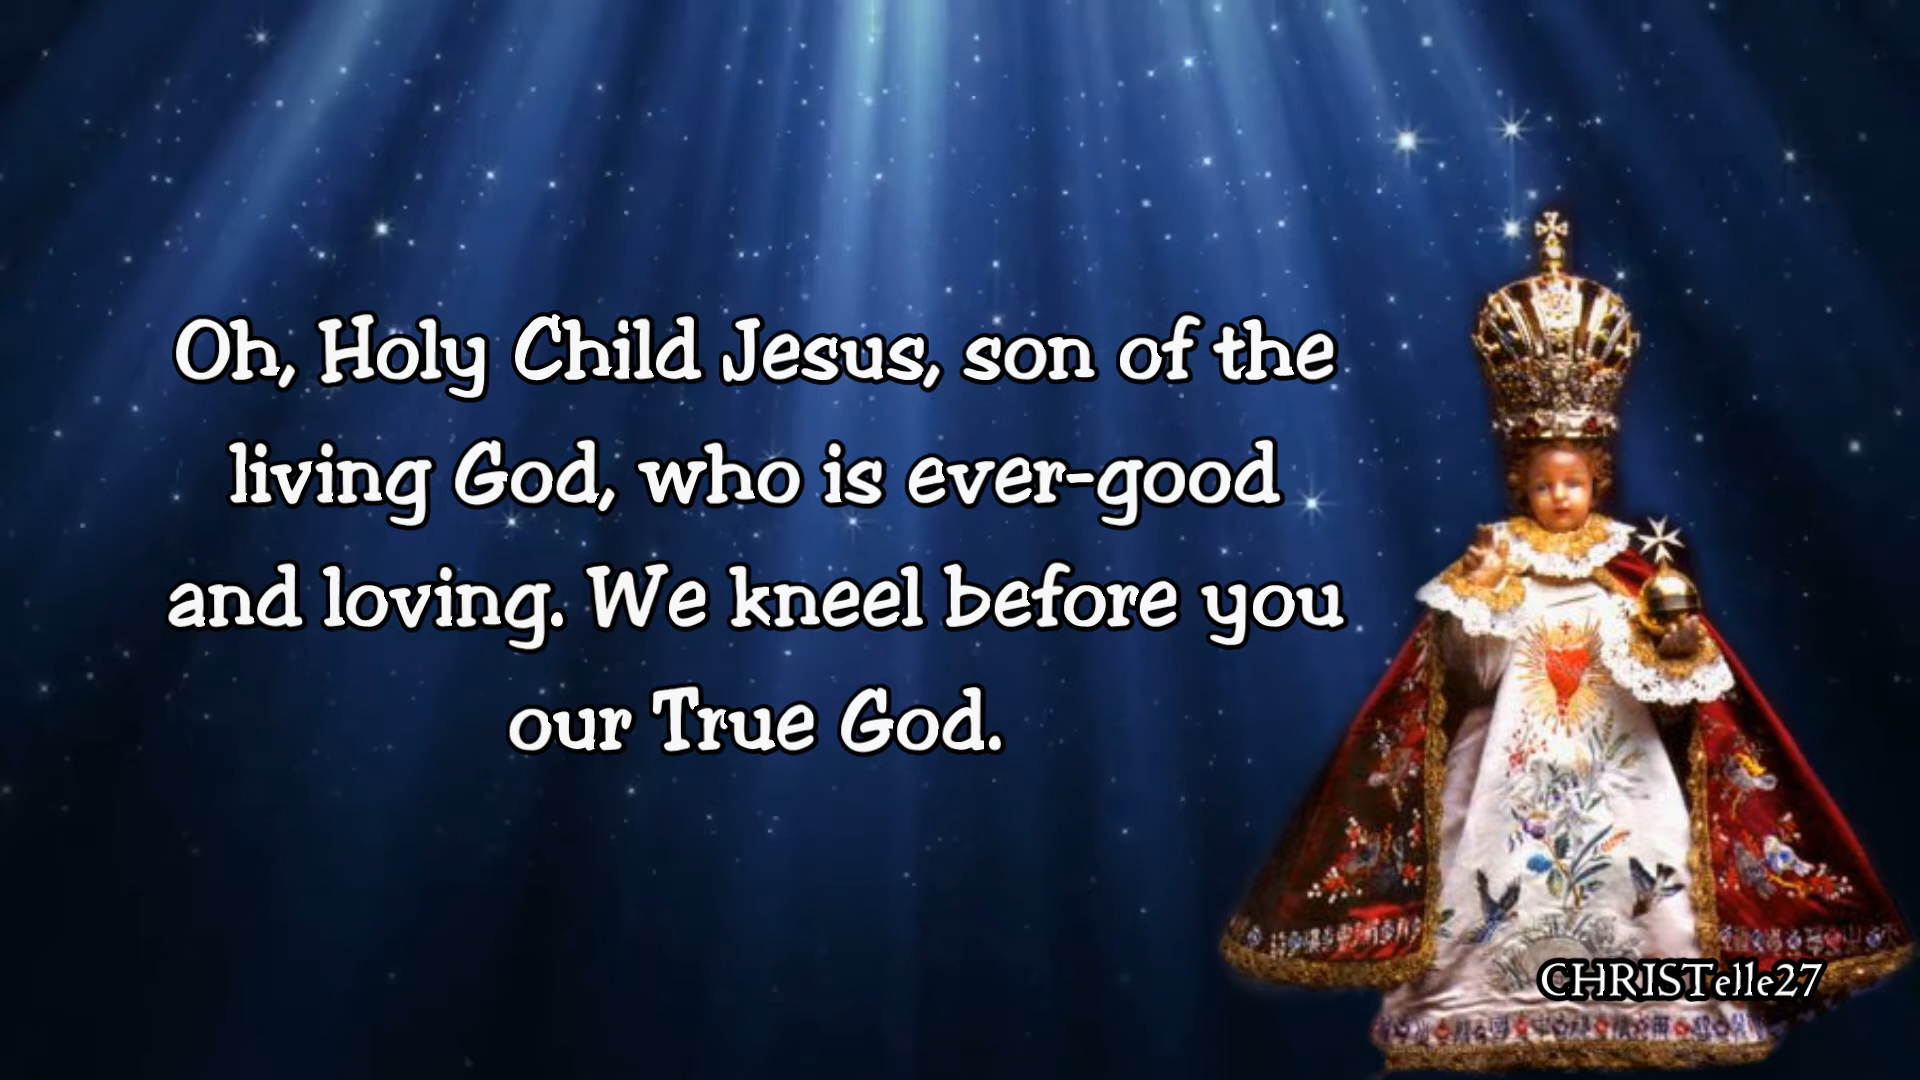 Oh, Holy Child Jesus, son of the
living God, who is ever-good
and loving. We kneel before you
our True God.
CHRISTelle27